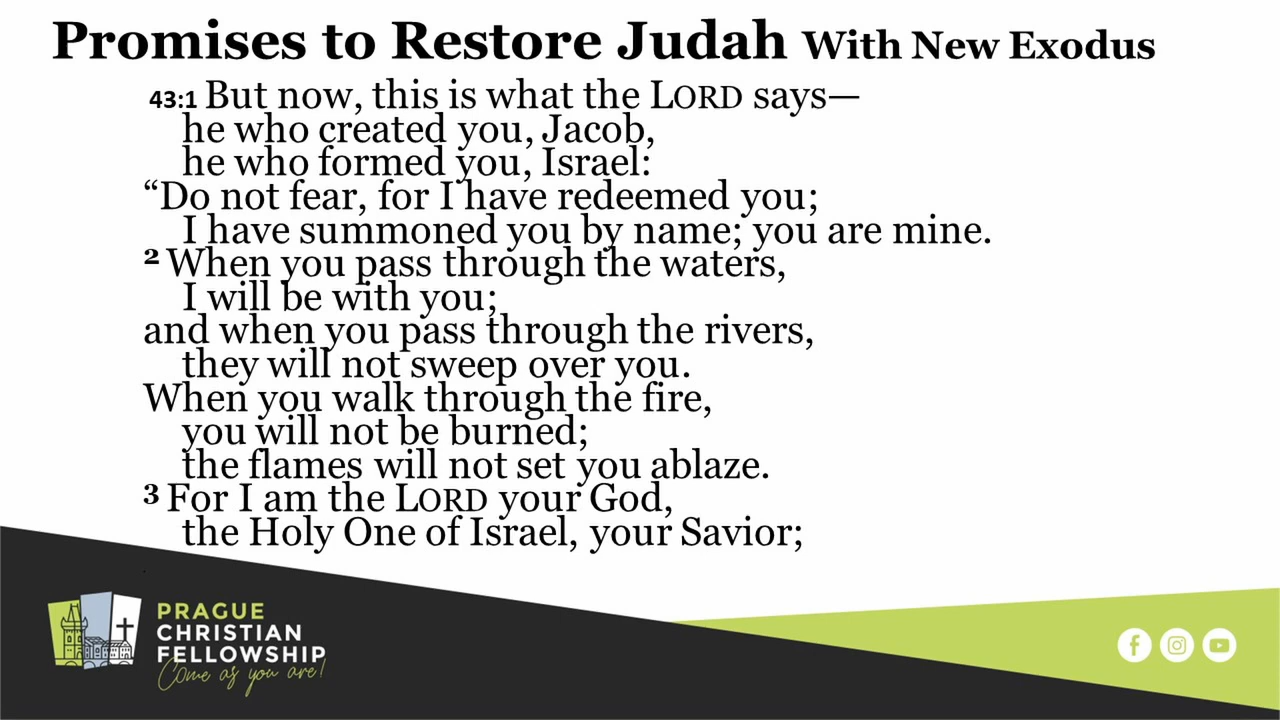 Promises to Restore Judah With New Exodus
43:1 But now, this is what the LORD says—
he who created you, Jacob,
he who formed you, Israel:
“Do not fear, for I have redeemed you;
I have summoned you by name; you are mine.
2 When you pass through the waters,
I will be with you;
and when you pass through the rivers,
they will not sweep over you.
When you walk through the fire,
you will not be burned;
the flames will not set you ablaze.
3 For I am the LORD your God,
the Holy One of Israel, your Savior;
PRAGUE
CHRISTIAN
FELLOWSHIP
Come as you are!